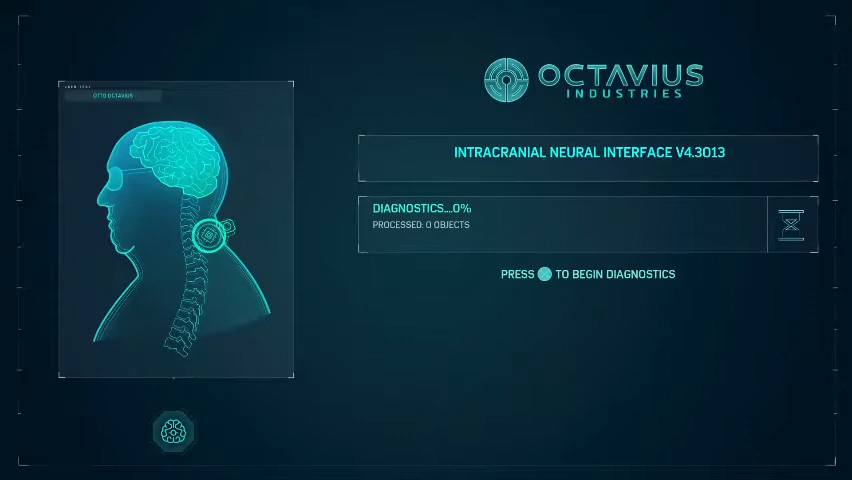 OCTAVIUS
INDUSTRIES
OTTO OCTAVIUS
INTRACRANIAL NEURAL INTERFACE V4.3013
DIAGNOSTICS....0%
PROCESSED: 0 OBJECTS
PRESS TO BEGIN DIAGNOSTICS